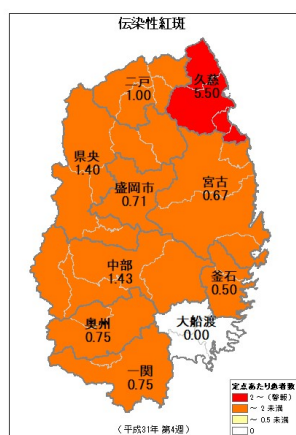 伝染性紅斑
二戸
1.00
久慈
5.50
県央
1.40
盛岡市
0.71
宮古
0.67
中部
1.43
釜石
0.50
奥州
0.75
大船渡
0.00
一関
0.75
定点あたり患者数
2 ～ (警報)
～ 2 未満
～ 0.5 未満
0
(平成31年 第4週)